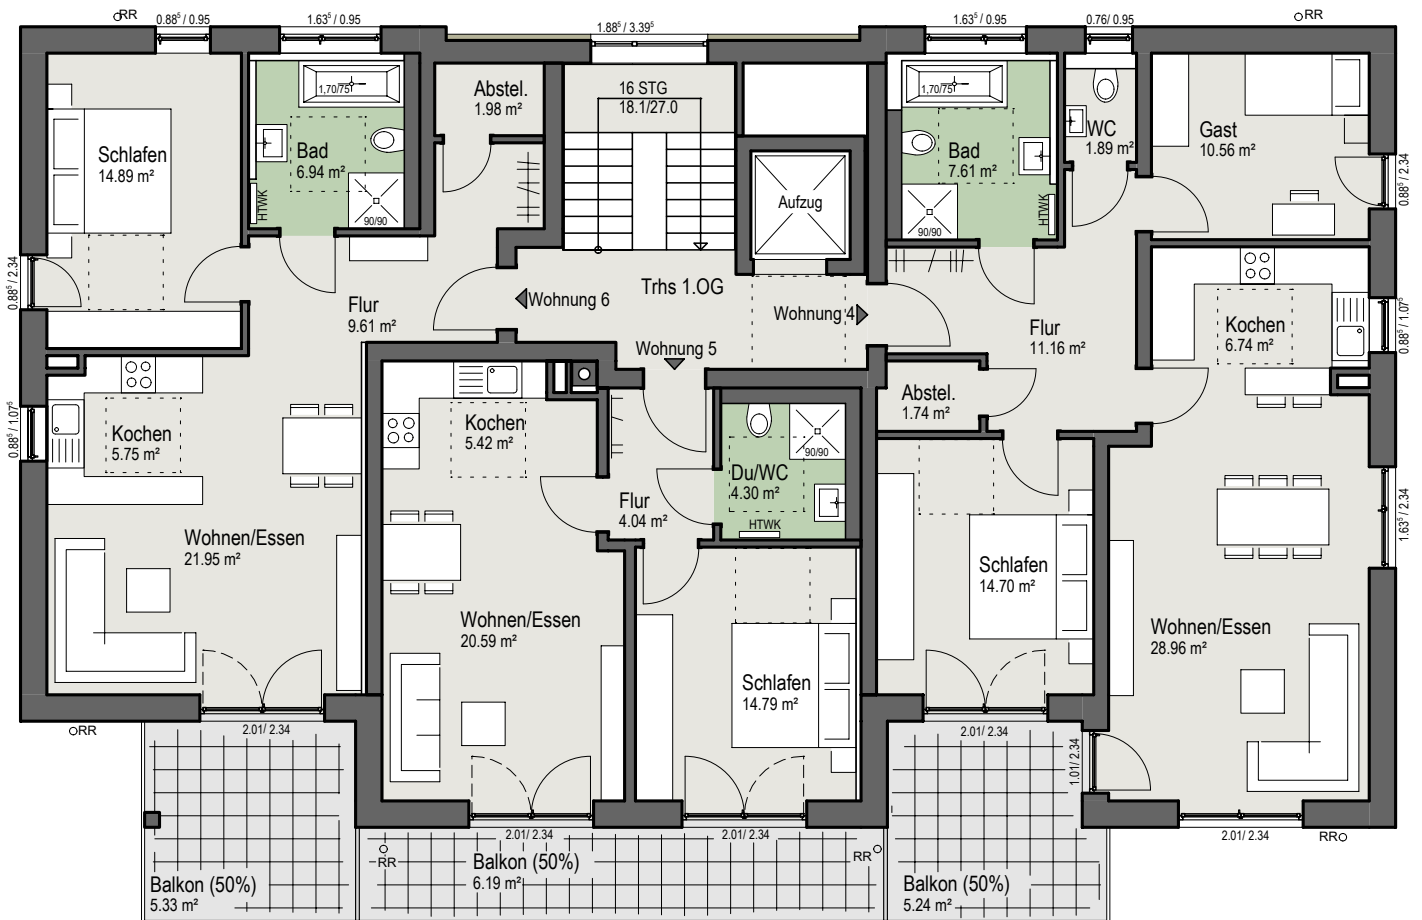 RR
0.88⁵ / 0.95
1.63⁵ / 0.95
1.88⁵ / 3.39⁵
1.63⁵ / 0.95
0.76/ 0.95
RR
Schlafen
14.89 m²
1,70/75
Bad
6.94 m²
HTWK
90/90
Abstel.
1.98 m²
16 STG
18.1/27.0
Aufzug
1,70/75
Bad
7.61 m²
HTWK
90/90
WC
1.89 m²
Gast
10.56 m²
0.88⁵ / 2.34
0.88⁵ / 2.34
Flur
9.61 m²
Wohnung 6
Trhs 1.OG
Wohnung 4
Wohnung 5
Flur
11.16 m²
Kochen
6.74 m²
0.88⁵ / 1.07⁵
0.88⁵ / 1.07⁵
Kochen
5.75 m²
Kochen
5.42 m²
Abstel.
1.74 m²
90/90
Du/WC
4.30 m²
HTWK
Flur
4.04 m²
Wohnen/Essen
21.95 m²
1.63⁵ / 2.34
Schlafen
14.70 m²
Wohnen/Essen
20.59 m²
Wohnen/Essen
28.96 m²
Schlafen
14.79 m²
RR
2.01/ 2.34
2.01/ 2.34
1.01/ 2.34
2.01/ 2.34
2.01/ 2.34
2.01/ 2.34
RR
RR
RR
Balkon (50%)
6.19 m²
Balkon (50%)
5.33 m²
Balkon (50%)
5.24 m²